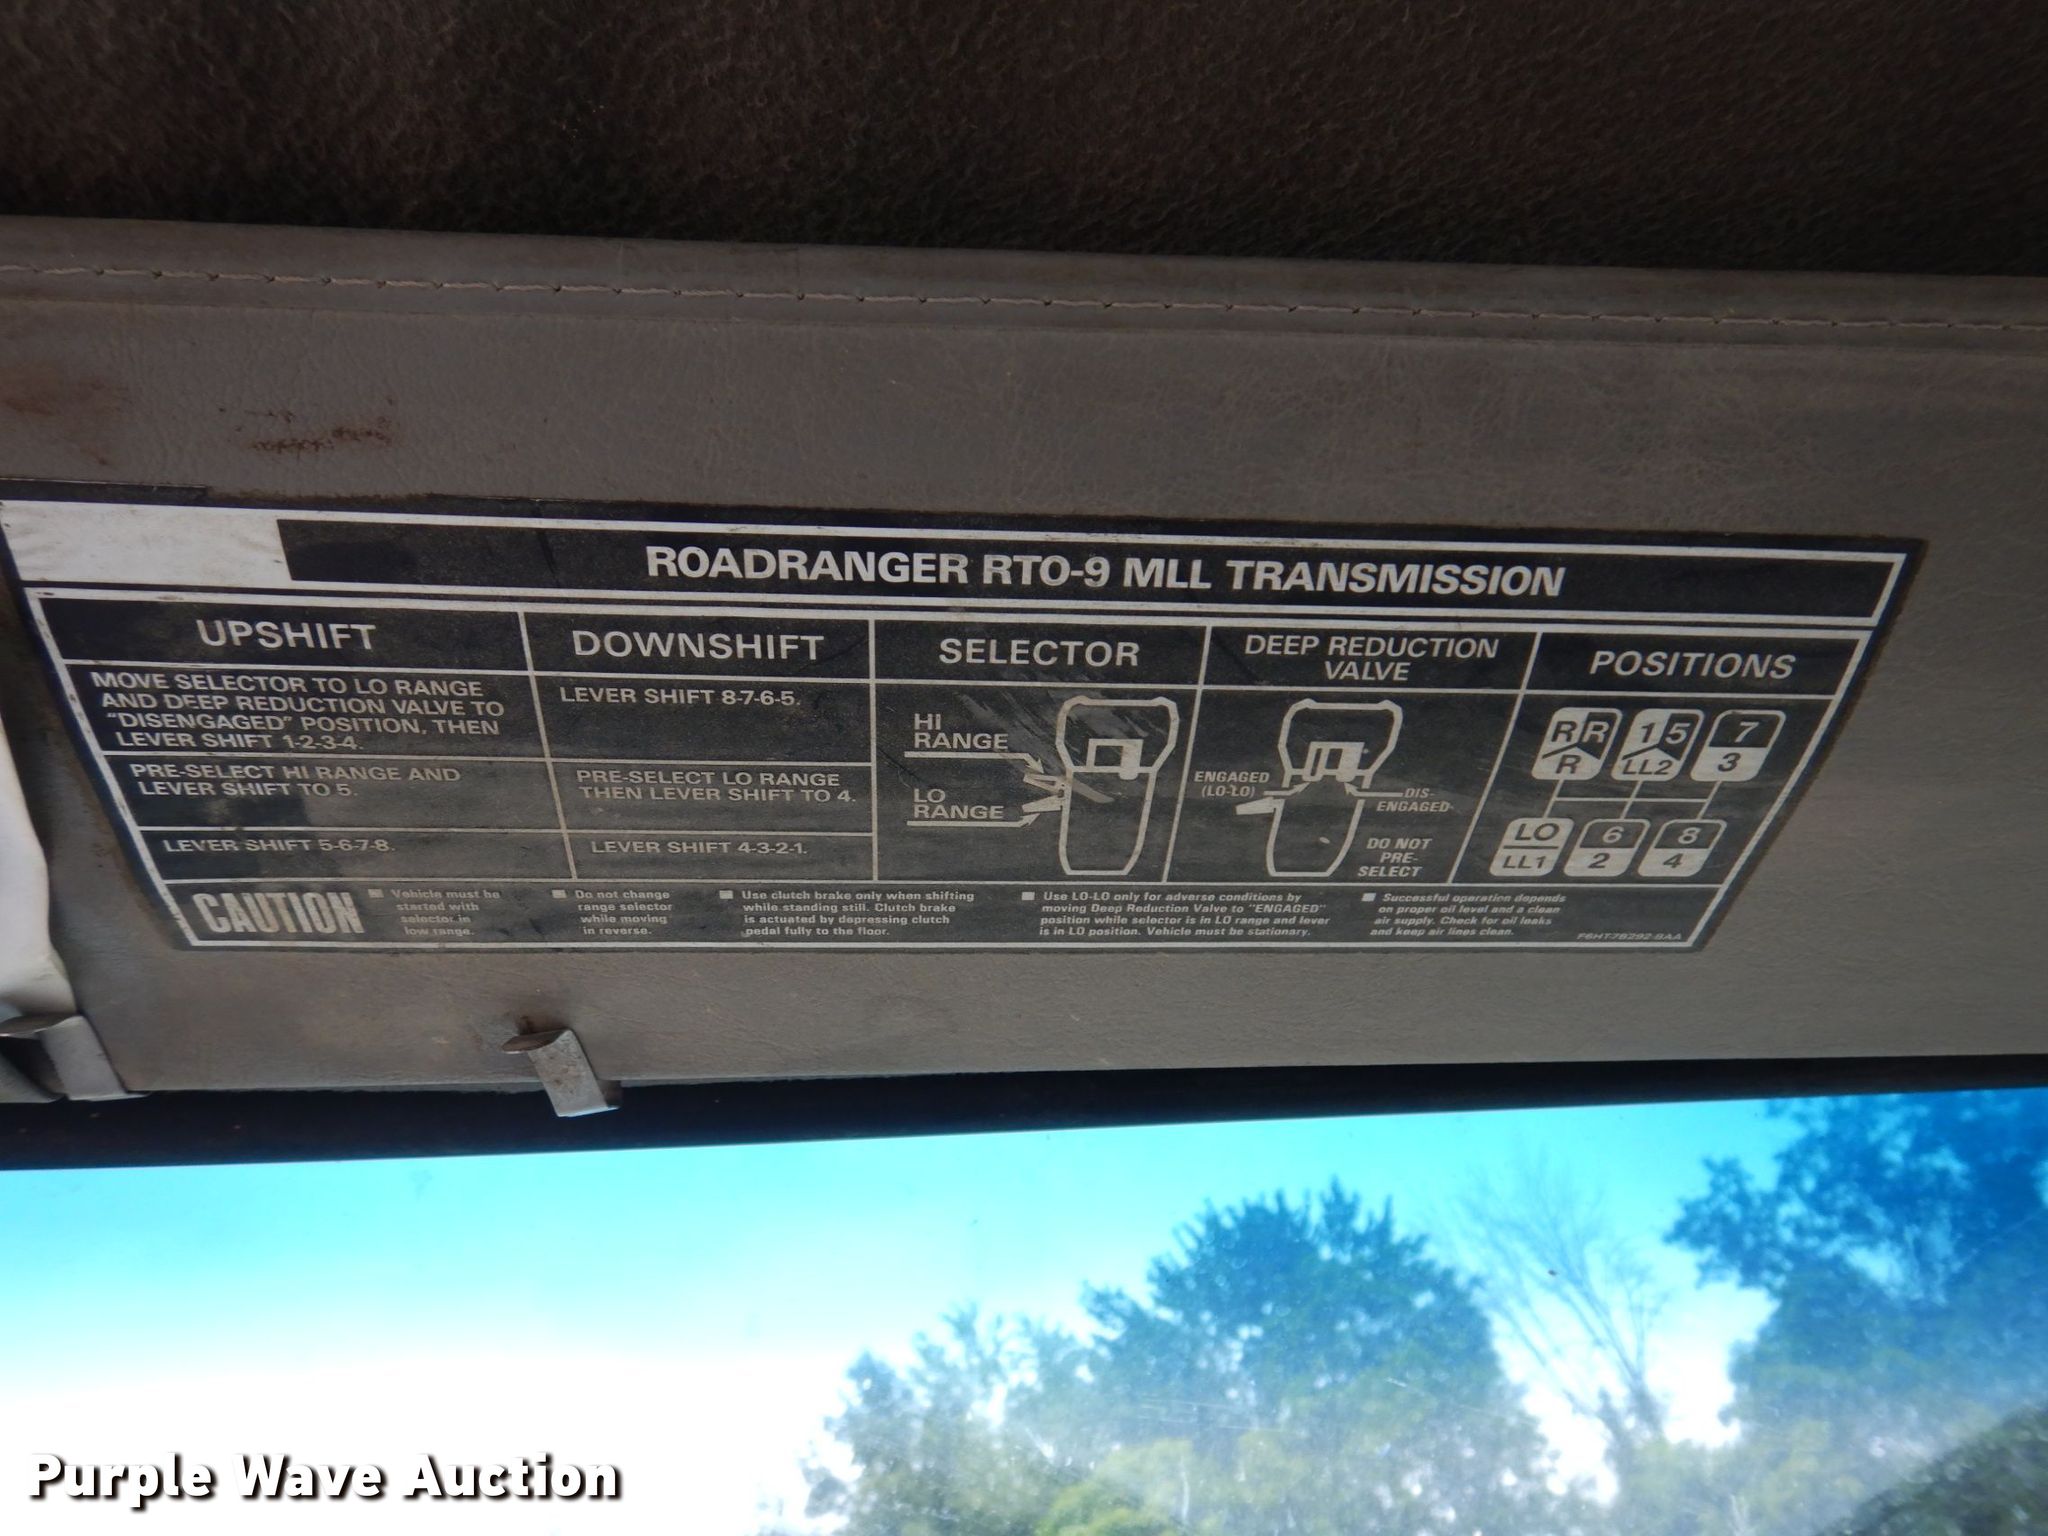 ROADRANGER RTO-9 MLL TRANSMISSION
UPSHIFT
MOVE SELECTOR TO LO RANGE
AND DEEP REDUCTION VALVE TO
"DISENGAGED" POSITION, THEN
LEVER SHIFT 1-2-3-4.
PRE-SELECT HI RANGE AND
LEVER SHIFT TO 5.
LEVER SHIFT 5-6-7-8.
DOWNSHIFT
LEVER SHIFT 8-7-6-5.
PRE-SELECT LO RANGE
THEN LEVER SHIFT TO 4.
LEVER SHIFT 4-3-2-1.
SELECTOR
HI
RANGE
LO
RANGE
DEEP REDUCTION
VALVE
ENGAGED
(LO-LO)
DIS-
ENGAGED
DO NOT
PRE-
SELECT
POSITIONS
R R 1 5 7
R LL2 3
LO 6 8
LL1 2 4
CAUTION
Vehicle must be
started with
selector in
low range.
Do not change
range selector
while moving
in reverse.
Use clutch brake only when shifting
while standing still. Clutch brake
is actuated by depressing clutch
pedal fully to the floor.
Use LO-LO only for adverse conditions by
moving Deep Reduction Valve to "ENGAGED"
position while selector is in LO range and lever
is in LO position. Vehicle must be stationary.
Successful operation depends
on proper oil level and a clean
air supply. Check for oil leaks
and keep air lines clean.
F6HT-7B292-BAA
Purple Wave Auction